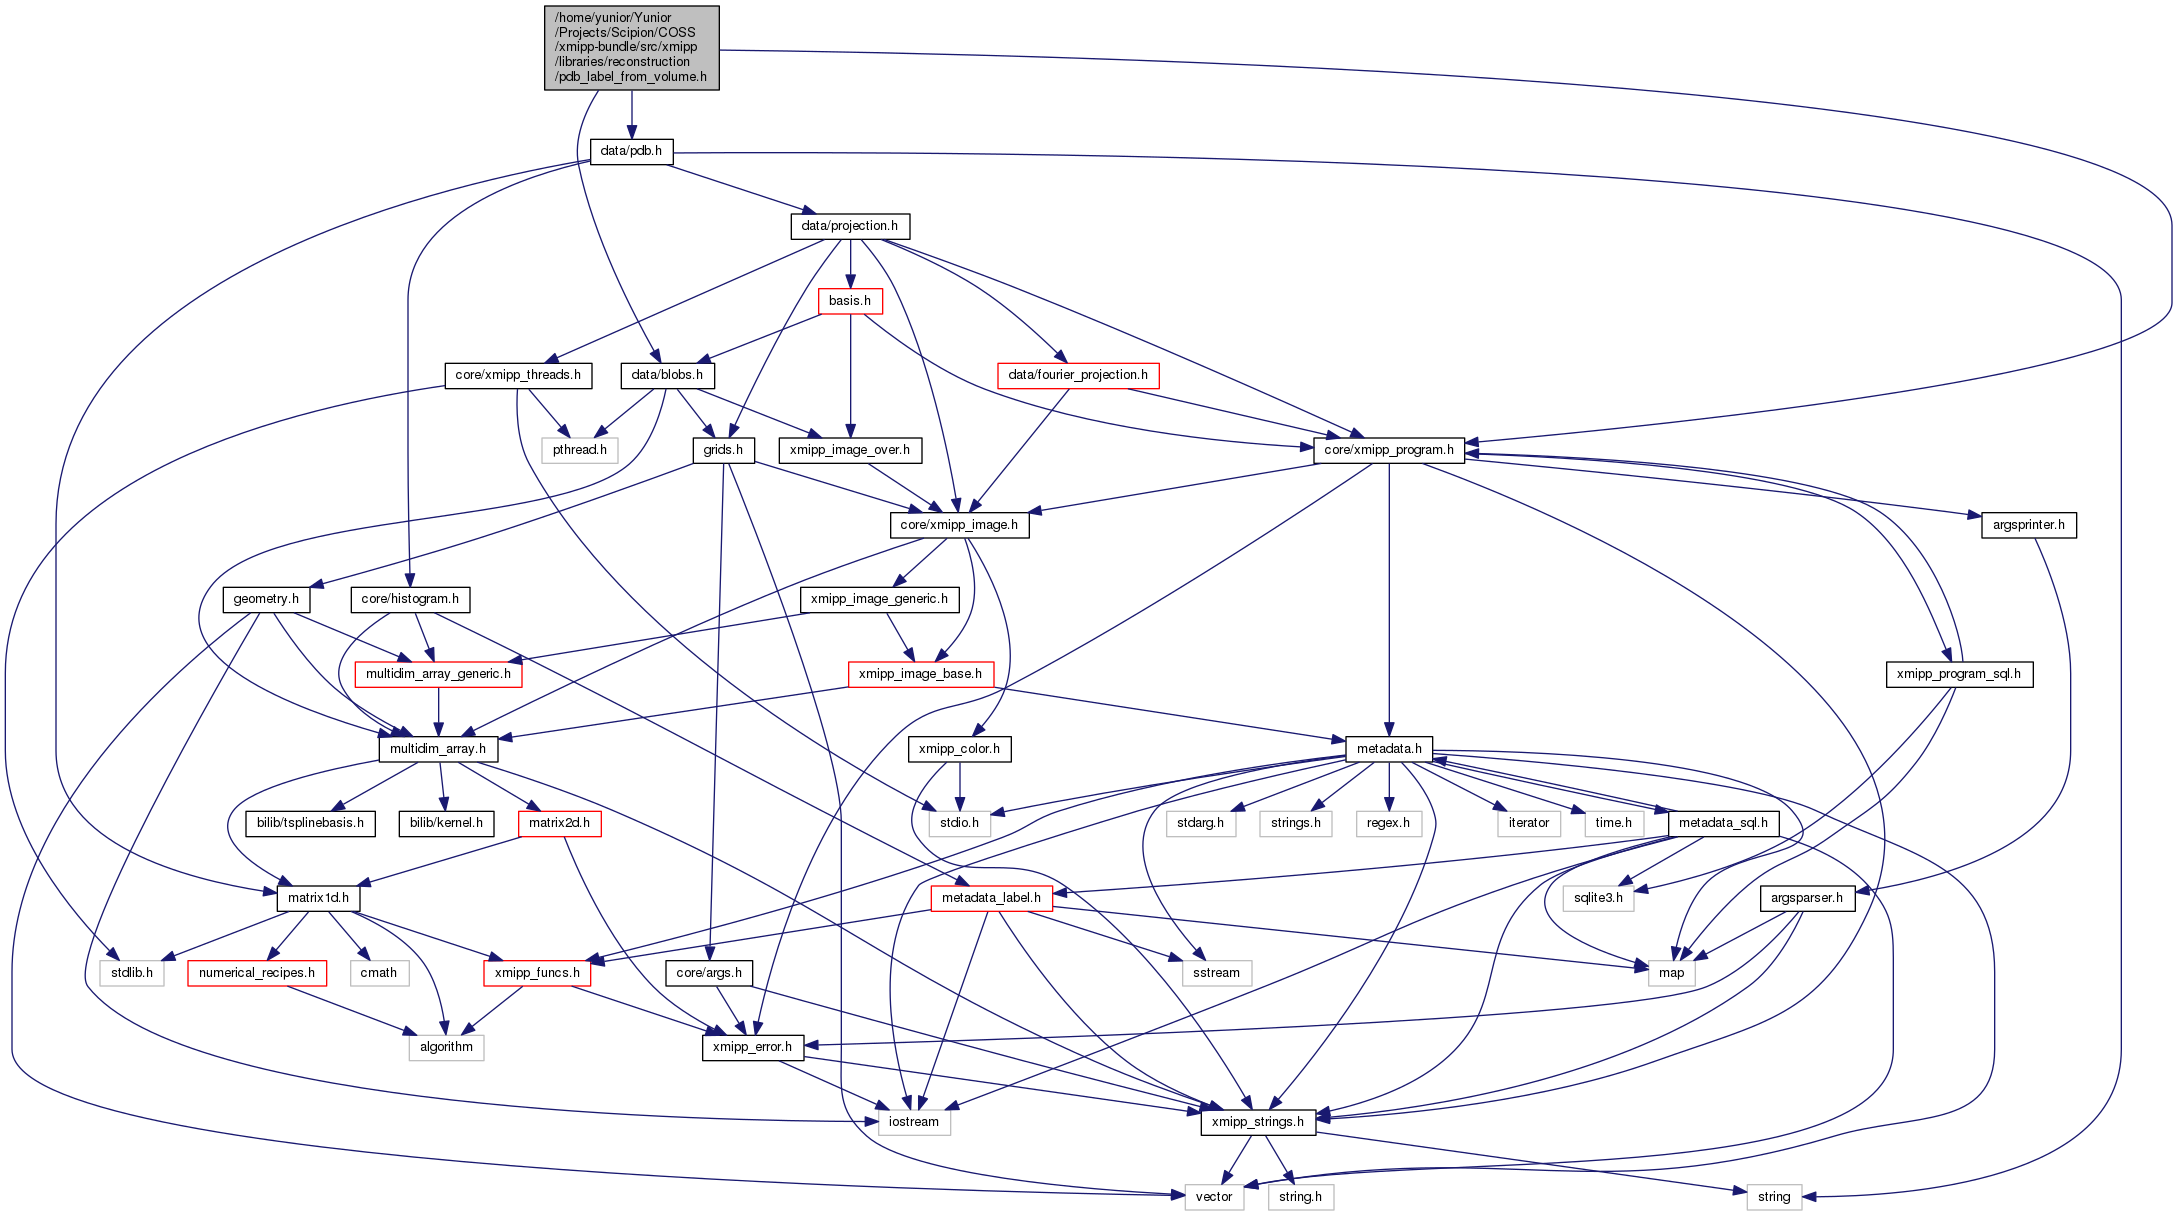 /home/yunior/Yunior
/Projects/Scipion/COSS
/xmipp-bundle/src/xmipp
/libraries/reconstruction
/pdb_label_from_volume.h
data/pdb.h
data/projection.h
basis.h
core/xmipp_threads.h
data/blobs.h
data/fourier_projection.h
pthread.h
grids.h
xmipp_image_over.h
core/xmipp_program.h
core/xmipp_image.h
argsprinter.h
geometry.h
core/histogram.h
xmipp_image_generic.h
multidim_array_generic.h
xmipp_image_base.h
xmipp_program_sql.h
multidim_array.h
xmipp_color.h
metadata.h
bilib/tsplinebasis.h
bilib/kernel.h
matrix2d.h
stdio.h
stdarg.h
strings.h
regex.h
iterator
time.h
metadata_sql.h
matrix1d.h
metadata_label.h
sqlite3.h
argsparser.h
stdlib.h
numerical_recipes.h
cmath
xmipp_funcs.h
core/args.h
sstream
map
algorithm
xmipp_error.h
iostream
xmipp_strings.h
vector
string.h
string